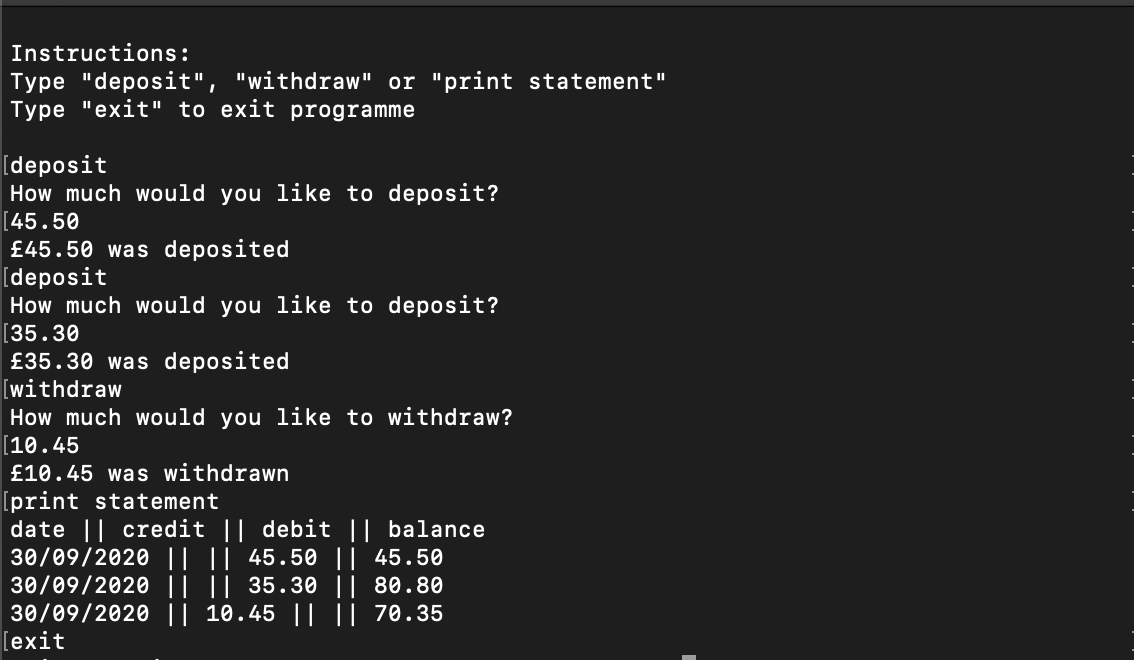 Instructions:
Type "deposit", "withdraw" or "print statement"
Type "exit" to exit programme
[deposit
How much would you like to deposit?
[45.50
£45.50 was deposited
[deposit
How much would you like to deposit?
[35.30
£35.30 was deposited
[withdraw
How much would you like to withdraw?
[10.45
£10.45 was withdrawn
[print statement
date || credit || debit || balance
30/09/2020 || || 45.50 || 45.50
30/09/2020 || || 35.30 || 80.80
30/09/2020 || 10.45 || || 70.35
[exit